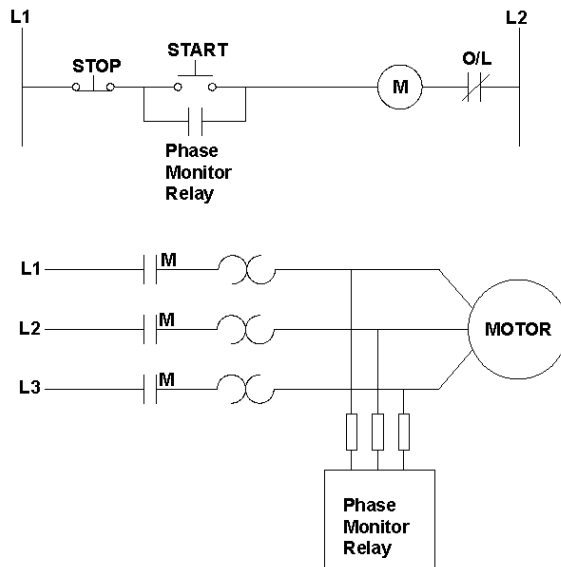 L1
L2
STOP
START
M
O/L
Phase
Monitor
Relay
L1
M
L2
M
MOTOR
L3
M
Phase
Monitor
Relay